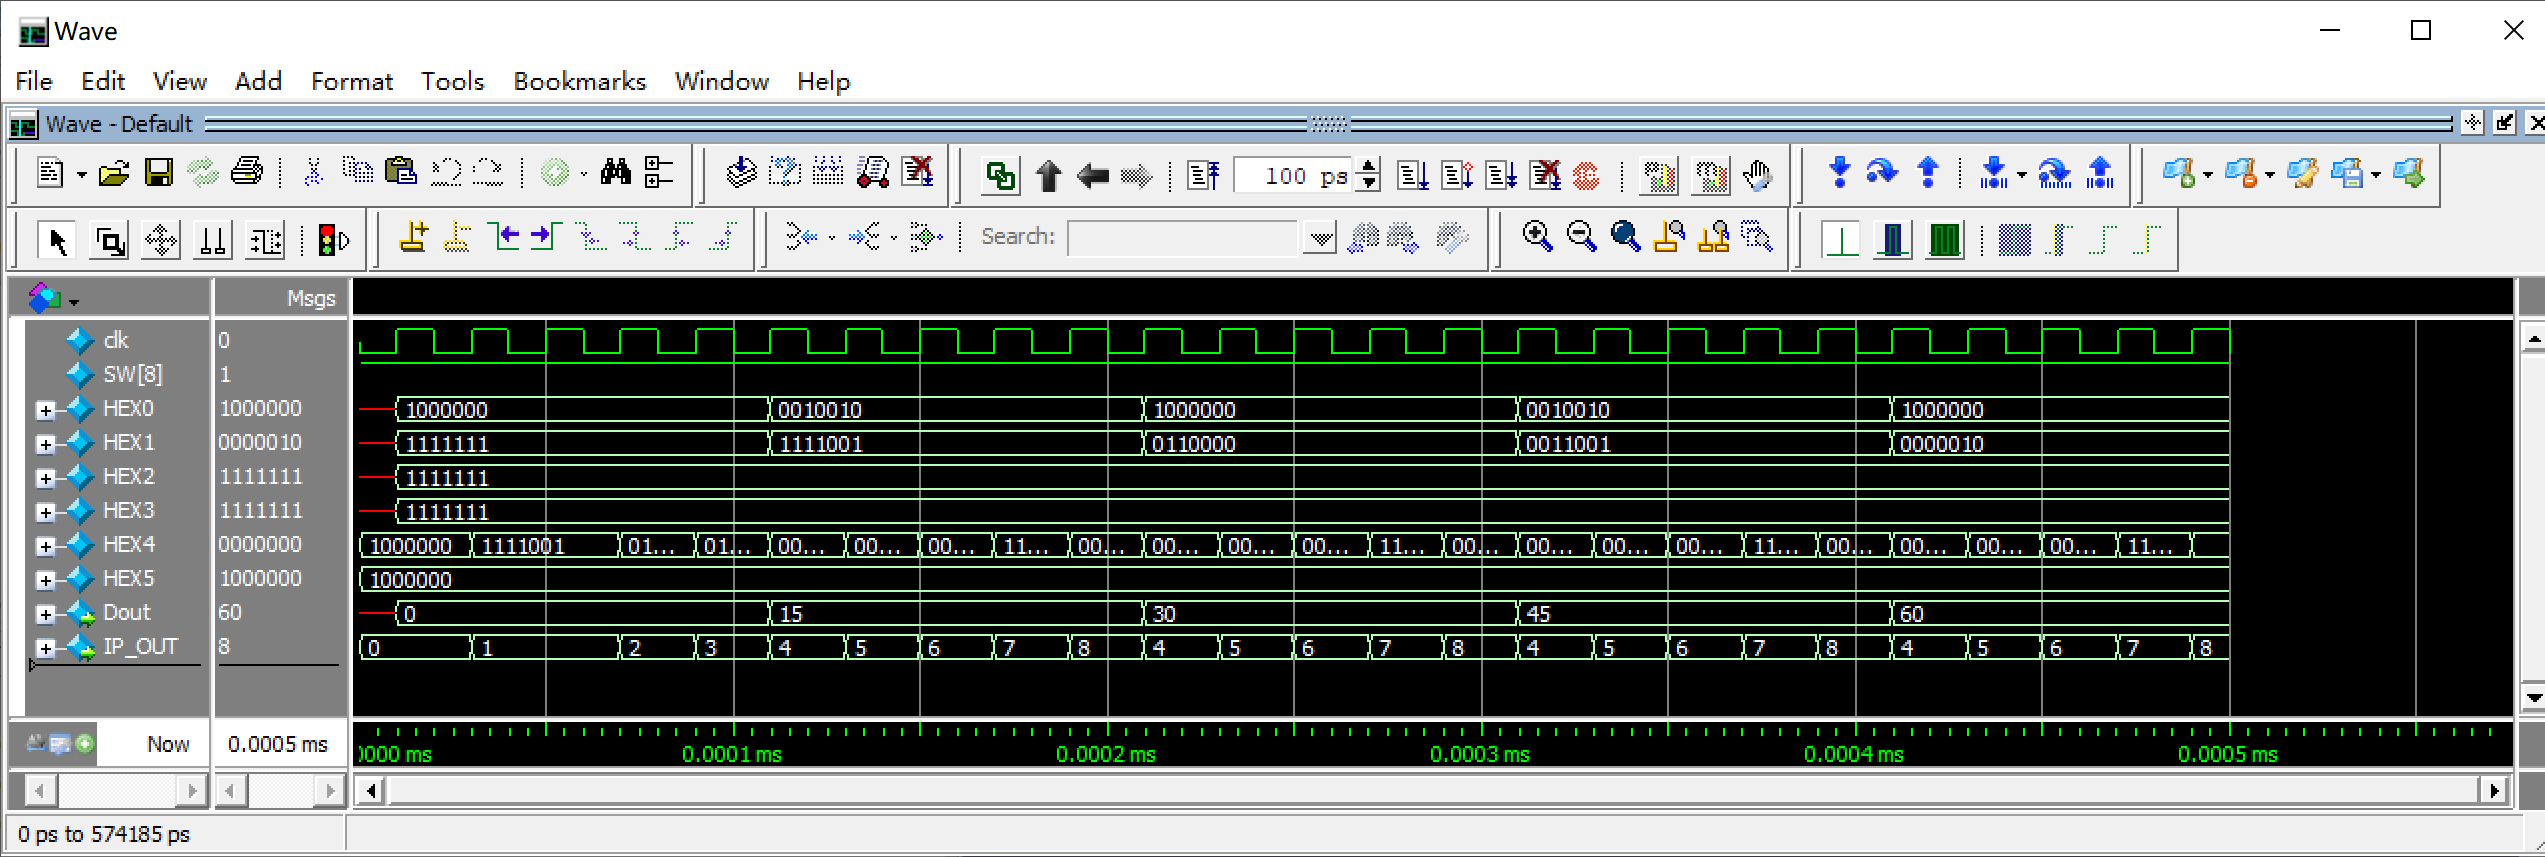 Wave
File Edit View Add Format Tools Bookmarks Window Help
Wave - Default
100 ps
Search:
Msgs
clk 0
SW[8] 1
HEX0 1000000 1000000 0010010 1000000 0010010 1000000
HEX1 0000010 1111111 1111001 0110000 0011001 0000010
HEX2 1111111 1111111
HEX3 1111111 1111111
HEX4 0000000 1000000 1111001 01... 01... 00... 00... 00... 11... 00... 00... 00... 00... 11... 00... 00... 00... 00... 11... 00... 00... 00... 00... 11...
HEX5 1000000 1000000
Dout 60 0 15 30 45 60
IP_OUT 8 0 1 2 3 4 5 6 7 8 4 5 6 7 8 4 5 6 7 8 4 5 6 7 8
Now 0.0005 ms 0000 ms 0.0001 ms 0.0002 ms 0.0003 ms 0.0004 ms 0.0005 ms
0 ps to 574185 ps